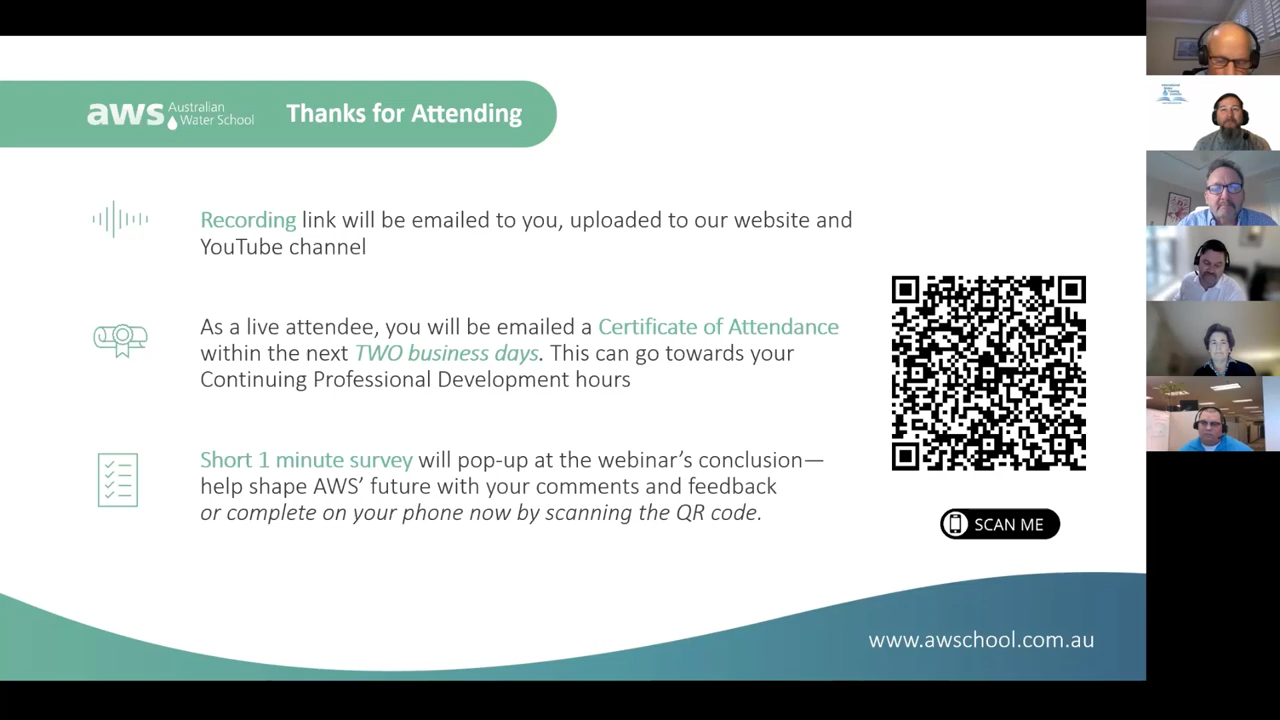 aws Australian
Water School
Thanks for Attending
Recording link will be emailed to you, uploaded to our website and
YouTube channel
As a live attendee, you will be emailed a Certificate of Attendance
within the next TWO business days. This can go towards your
Continuing Professional Development hours
Short 1 minute survey will pop-up at the webinar’s conclusion—
help shape AWS’ future with your comments and feedback
or complete on your phone now by scanning the QR code.
SCAN ME
www.awschool.com.au